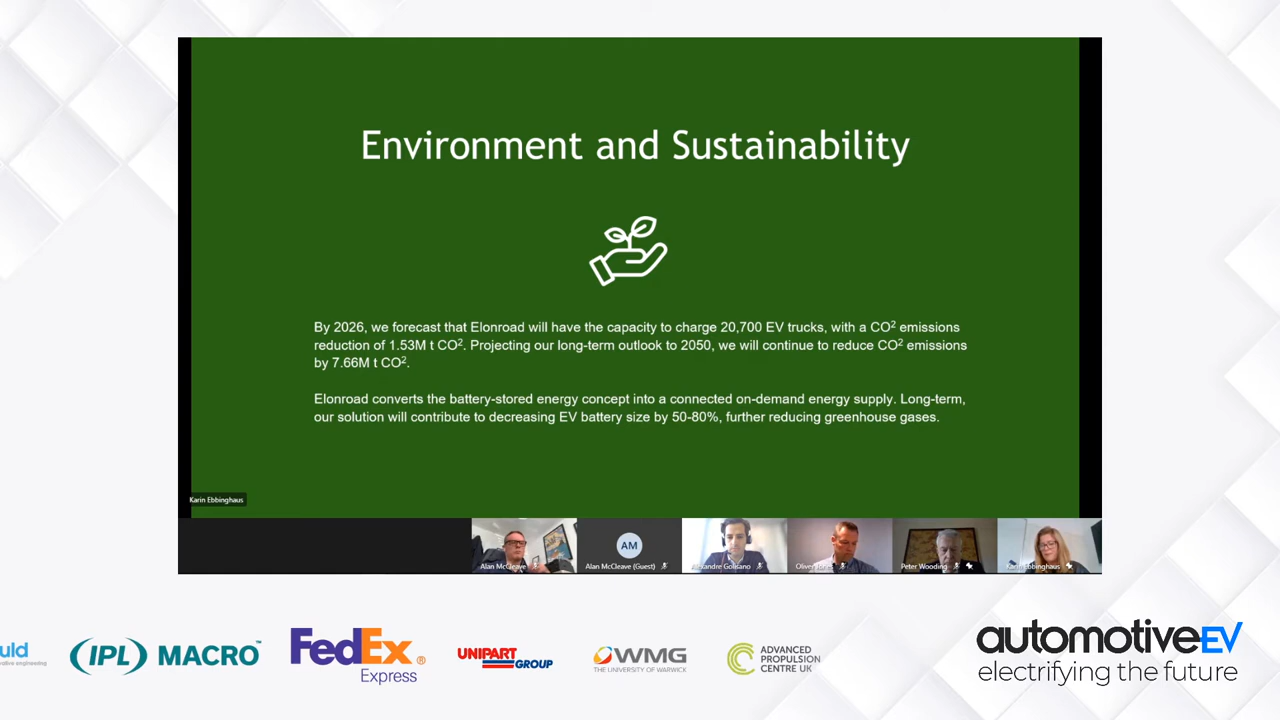 Environment and Sustainability
By 2026, we forecast that Elonroad will have the capacity to charge 20,700 EV trucks, with a CO² emissions
reduction of 1.53M t CO². Projecting our long-term outlook to 2050, we will continue to reduce CO² emissions
by 7.66M t CO².
Elonroad converts the battery-stored energy concept into a connected on-demand energy supply. Long-term,
our solution will contribute to decreasing EV battery size by 50-80%, further reducing greenhouse gases.
Karin Ebbinghaus
AM
Alan McCleave
Alan McCleave (Guest)
Oliver Jones
Peter Wooding
Karin Ebbinghaus
uld
vative engineering
(IPL) MACRO™
FedEx®
Express
UNIPART
GROUP
WMG
THE UNIVERSITY OF WARWICK
ADVANCED
PROPULSION
CENTRE UK
automotiveEV
electrifying the future